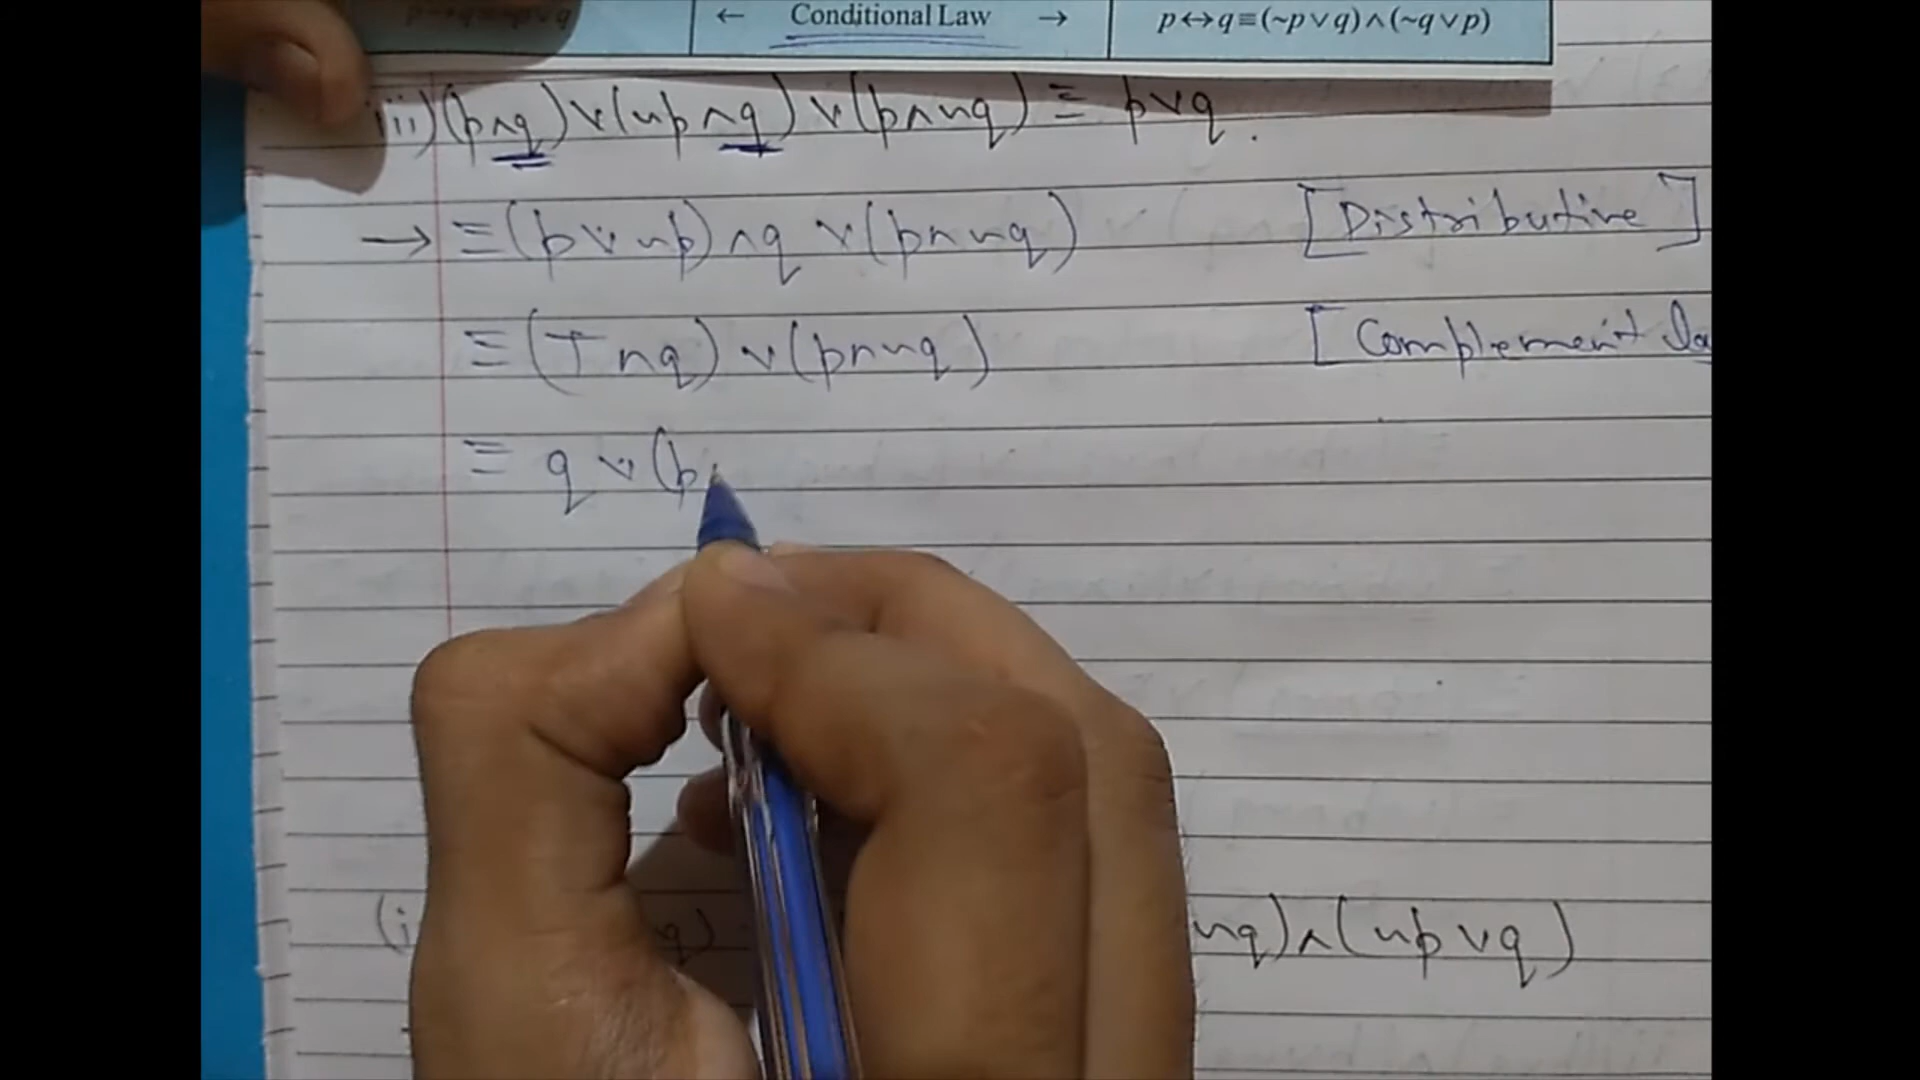 ← Conditional Law → p↔q≡(~p∨q)∧(~q∨p)
iii) (p∧q)∨(~p∧q)∨(p∧~q) ≡ p∨q.
→ ≡(p∨~p)∧q ∨(p∧~q) [Distributive]
≡(T∧q)∨(p∧~q) [Complement
≡ q∨(p
(i q) ~q)∧(~p∨q)